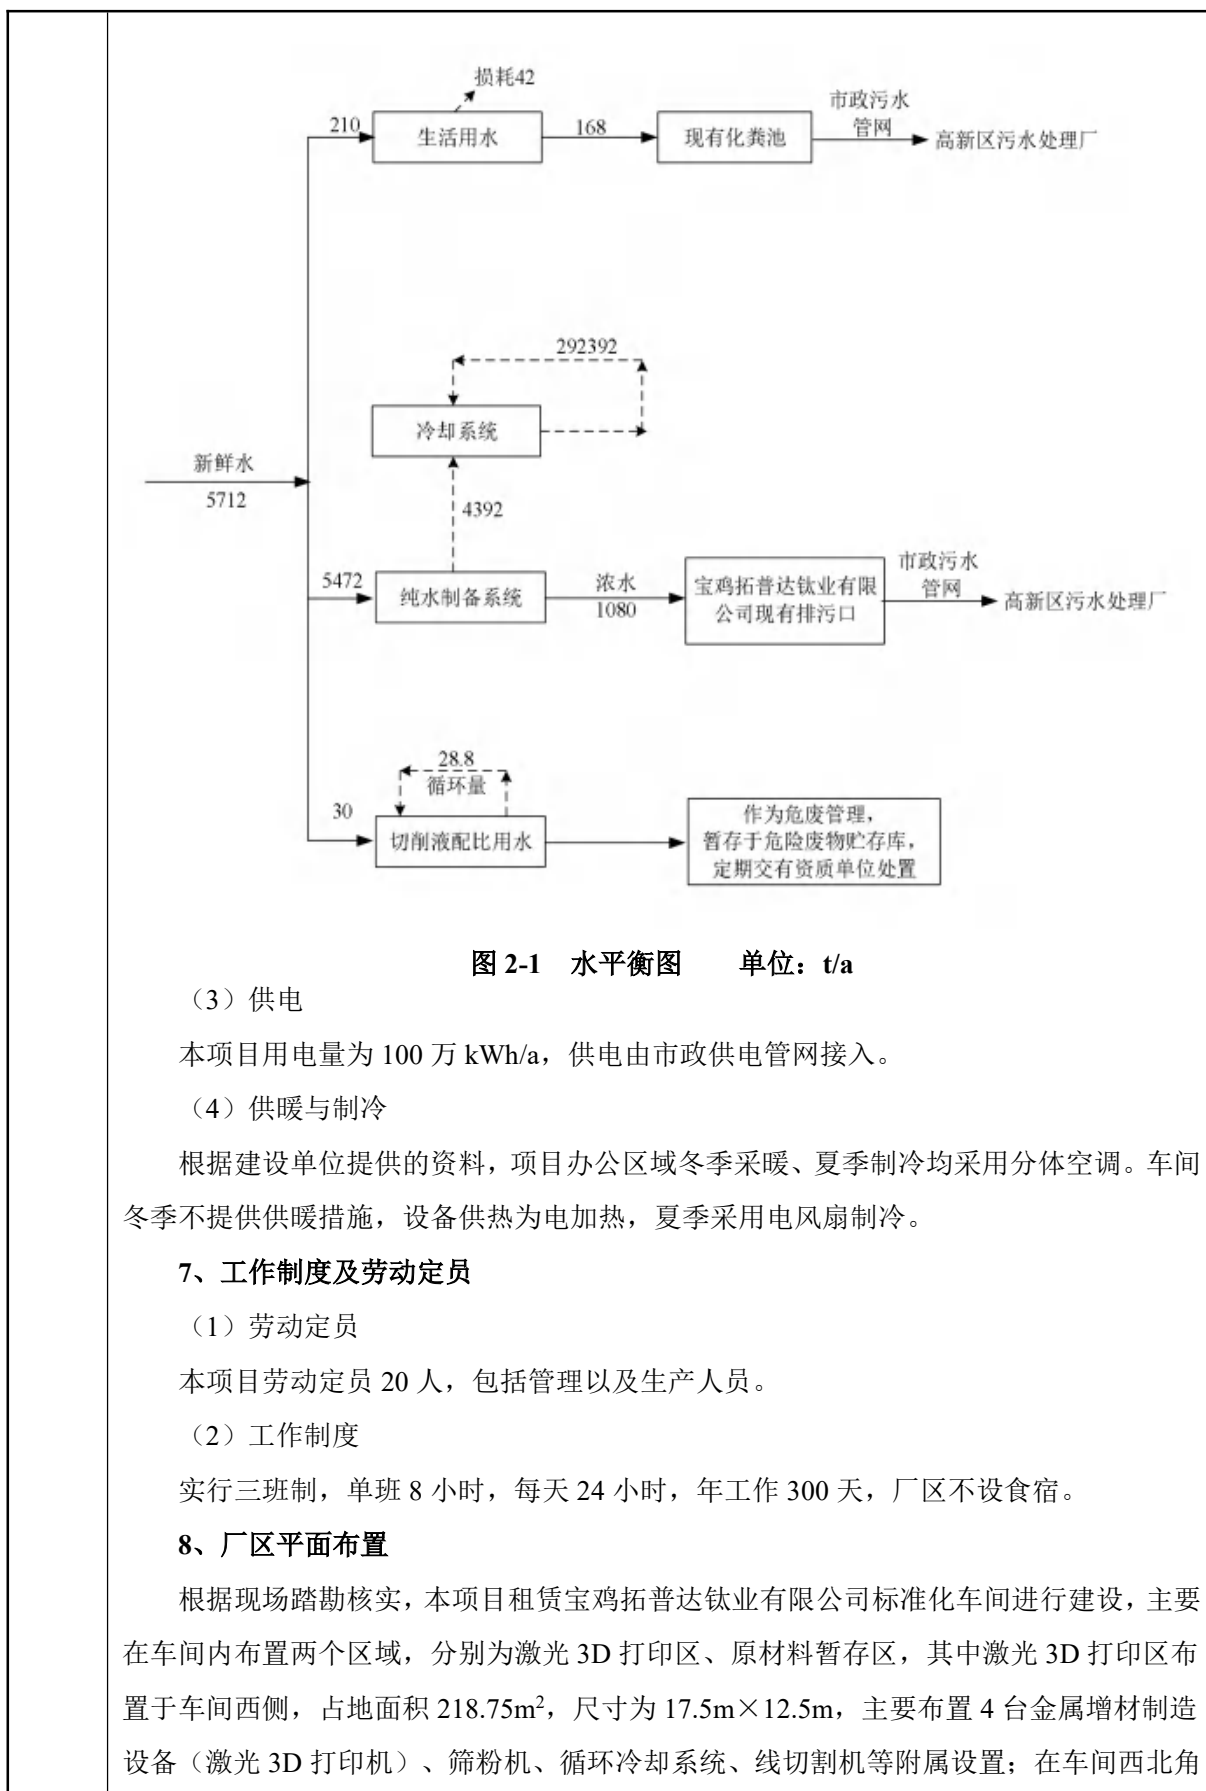 损耗42
210
生活用水
168
现有化粪池
市政污水
管网
高新区污水处理厂
292392
冷却系统
新鲜水
5712
4392
5472
纯水制备系统
浓水
1080
宝鸡拓普达钛业有限
公司现有排污口
市政污水
管网
高新区污水处理厂
28.8
循环量
30
切削液配比用水
作为危废管理，
暂存于危险废物贮存库，
定期交有资质单位处置
图 2-1 水平衡图 单位：t/a
（3）供电
本项目用电量为 100 万 kWh/a，供电由市政供电管网接入。
（4）供暖与制冷
根据建设单位提供的资料，项目办公区域冬季采暖、夏季制冷均采用分体空调。车间
冬季不提供供暖措施，设备供热为电加热，夏季采用电风扇制冷。
7、工作制度及劳动定员
（1）劳动定员
本项目劳动定员 20 人，包括管理以及生产人员。
（2）工作制度
实行三班制，单班 8 小时，每天 24 小时，年工作 300 天，厂区不设食宿。
8、厂区平面布置
根据现场踏勘核实，本项目租赁宝鸡拓普达钛业有限公司标准化车间进行建设，主要
在车间内布置两个区域，分别为激光 3D 打印区、原材料暂存区，其中激光 3D 打印区布
置于车间西侧，占地面积 218.75m²，尺寸为 17.5m×12.5m，主要布置 4 台金属增材制造
设备（激光 3D 打印机）、筛粉机、循环冷却系统、线切割机等附属设置；在车间西北角